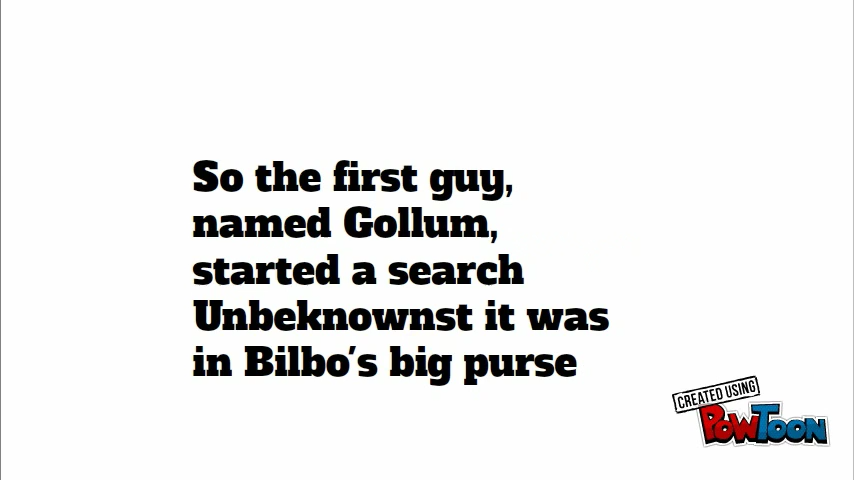 So the first guy,
named Gollum,
started a search
Unbeknownst it was
in Bilbo's big purse
CREATED USING
POWTOON